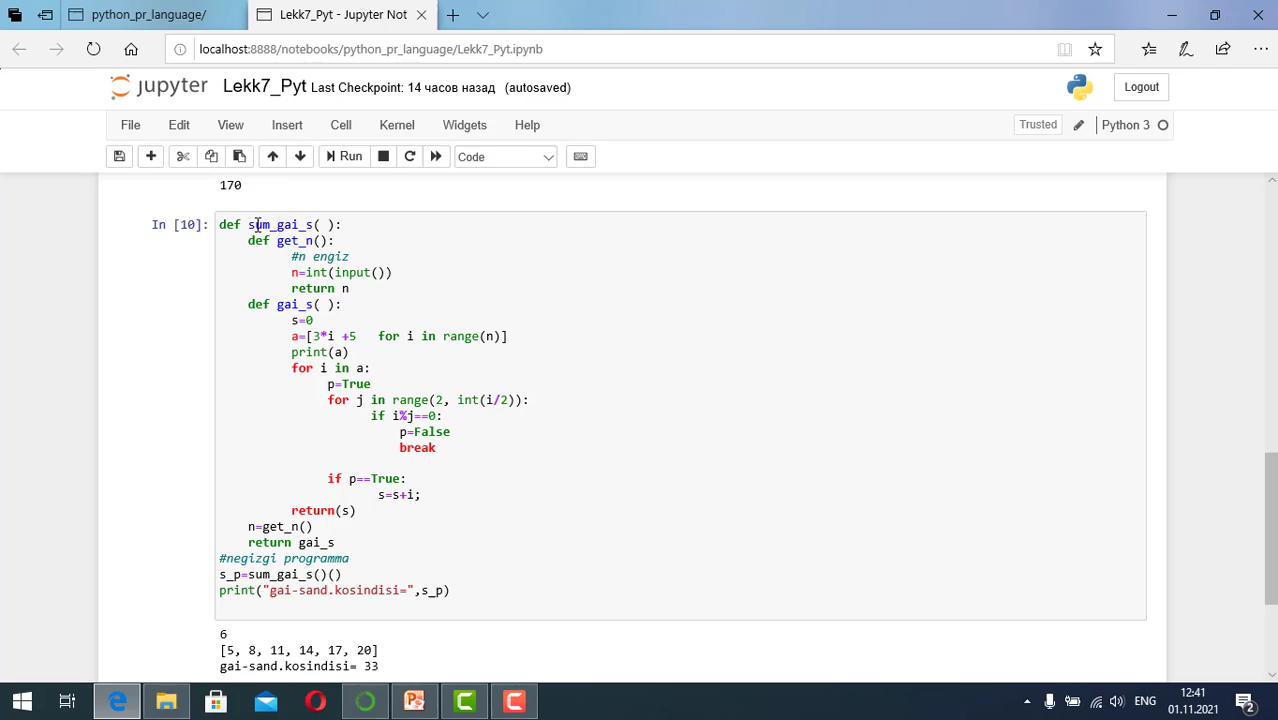 python_pr_language/
Lekk7_Pyt - Jupyter Not
localhost:8888/notebooks/python_pr_language/Lekk7_Pyt.ipynb
jupyter Lekk7_Pyt Last Checkpoint: 14 часов назад (autosaved)
Logout
File Edit View Insert Cell Kernel Widgets Help
Trusted Python 3
Run Code
170
In [10]:
def sum_gai_s( ):
    def get_n():
          #n engiz
          n=int(input())
          return n
    def gai_s( ):
          s=0
          a=[3*i +5   for i in range(n)]
          print(a)
          for i in a:
               p=True
               for j in range(2, int(i/2)):
                     if i%j==0:
                         p=False
                         break
               if p==True:
                      s=s+i;
          return(s)
    n=get_n()
    return gai_s
#negizgi programma
s_p=sum_gai_s()()
print("gai-sand.kosindisi=",s_p)
6
[5, 8, 11, 14, 17, 20]
gai-sand.kosindisi= 33
ENG
12:41
01.11.2021
2